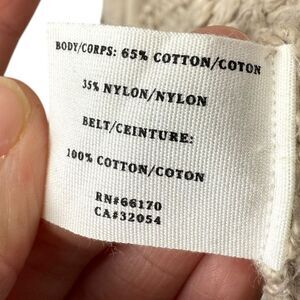 BODY/CORPS: 65% COTTON/COTON
35% NYLON/NYLON
BELT/CEINTURE:
100% COTTON/COTON
RN#66170
CA#32054